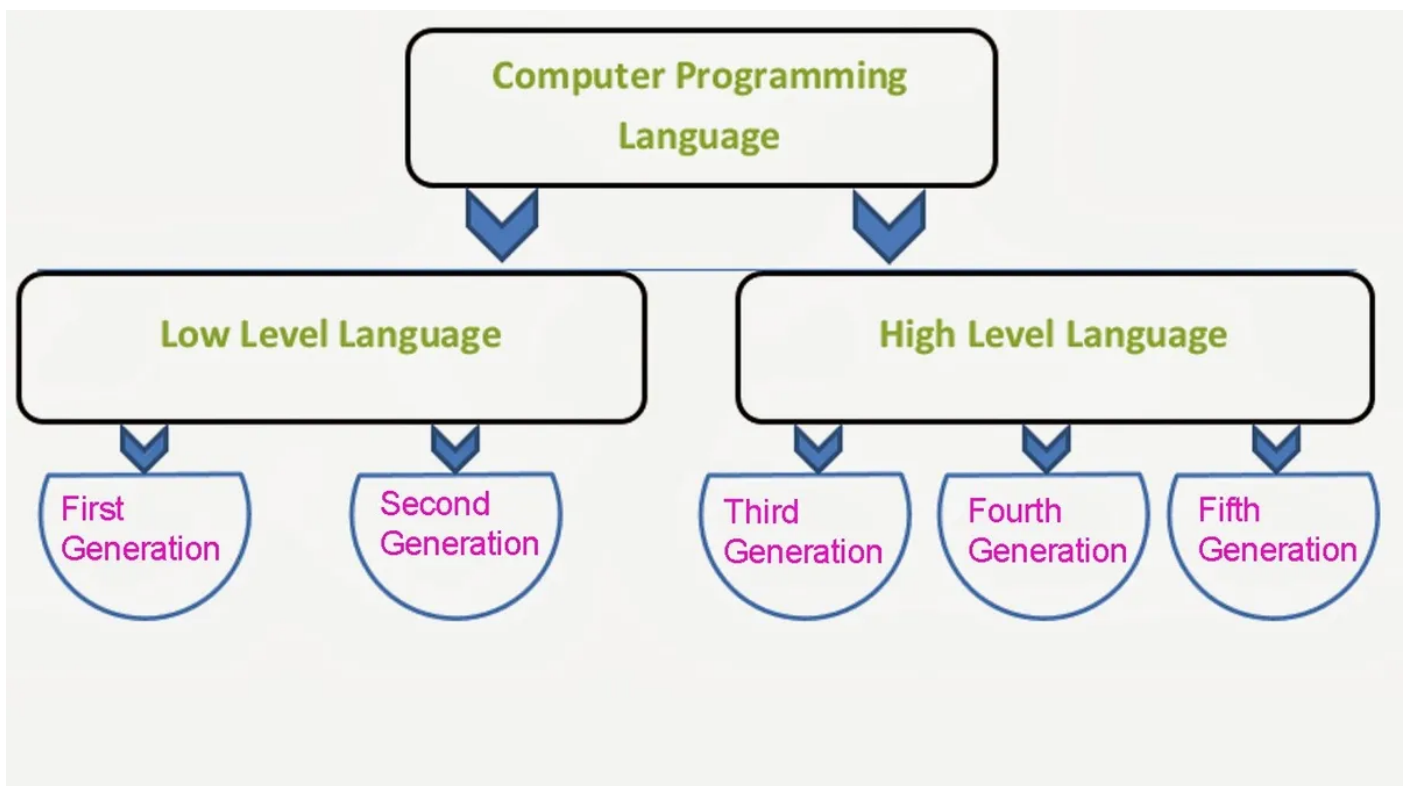 Computer Programming
Language
Low Level Language
High Level Language
First
Generation
Second
Generation
Third
Generation
Fourth
Generation
Fifth
Generation